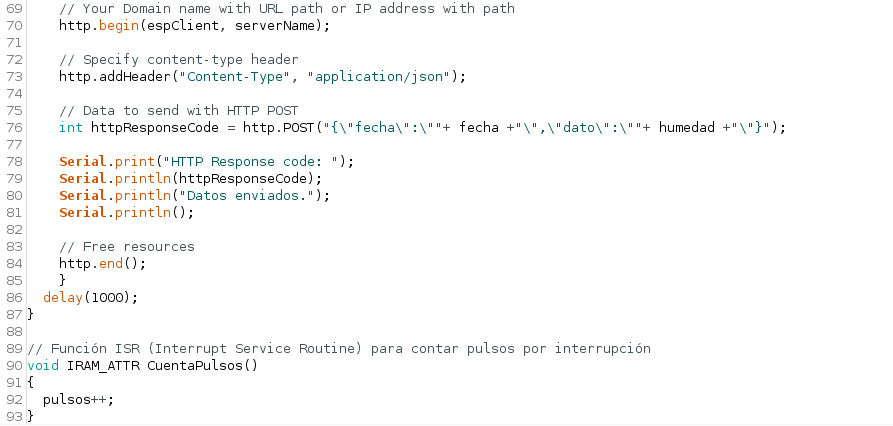 69 // Your Domain name with URL path or IP address with path
70 http.begin(espClient, serverName);
71
72 // Specify content-type header
73 http.addHeader("Content-Type", "application/json");
74
75 // Data to send with HTTP POST
76 int httpResponseCode = http.POST("{\"fecha\":\""+ fecha +"\",\"dato\":\""+ humedad +"\"}");
77
78 Serial.print("HTTP Response code: ");
79 Serial.println(httpResponseCode);
80 Serial.println("Datos enviados.");
81 Serial.println();
82
83 // Free resources
84 http.end();
85 }
86 delay(1000);
87 }
88
89 // Función ISR (Interrupt Service Routine) para contar pulsos por interrupción
90 void IRAM_ATTR CuentaPulsos()
91 {
92 pulsos++;
93 }